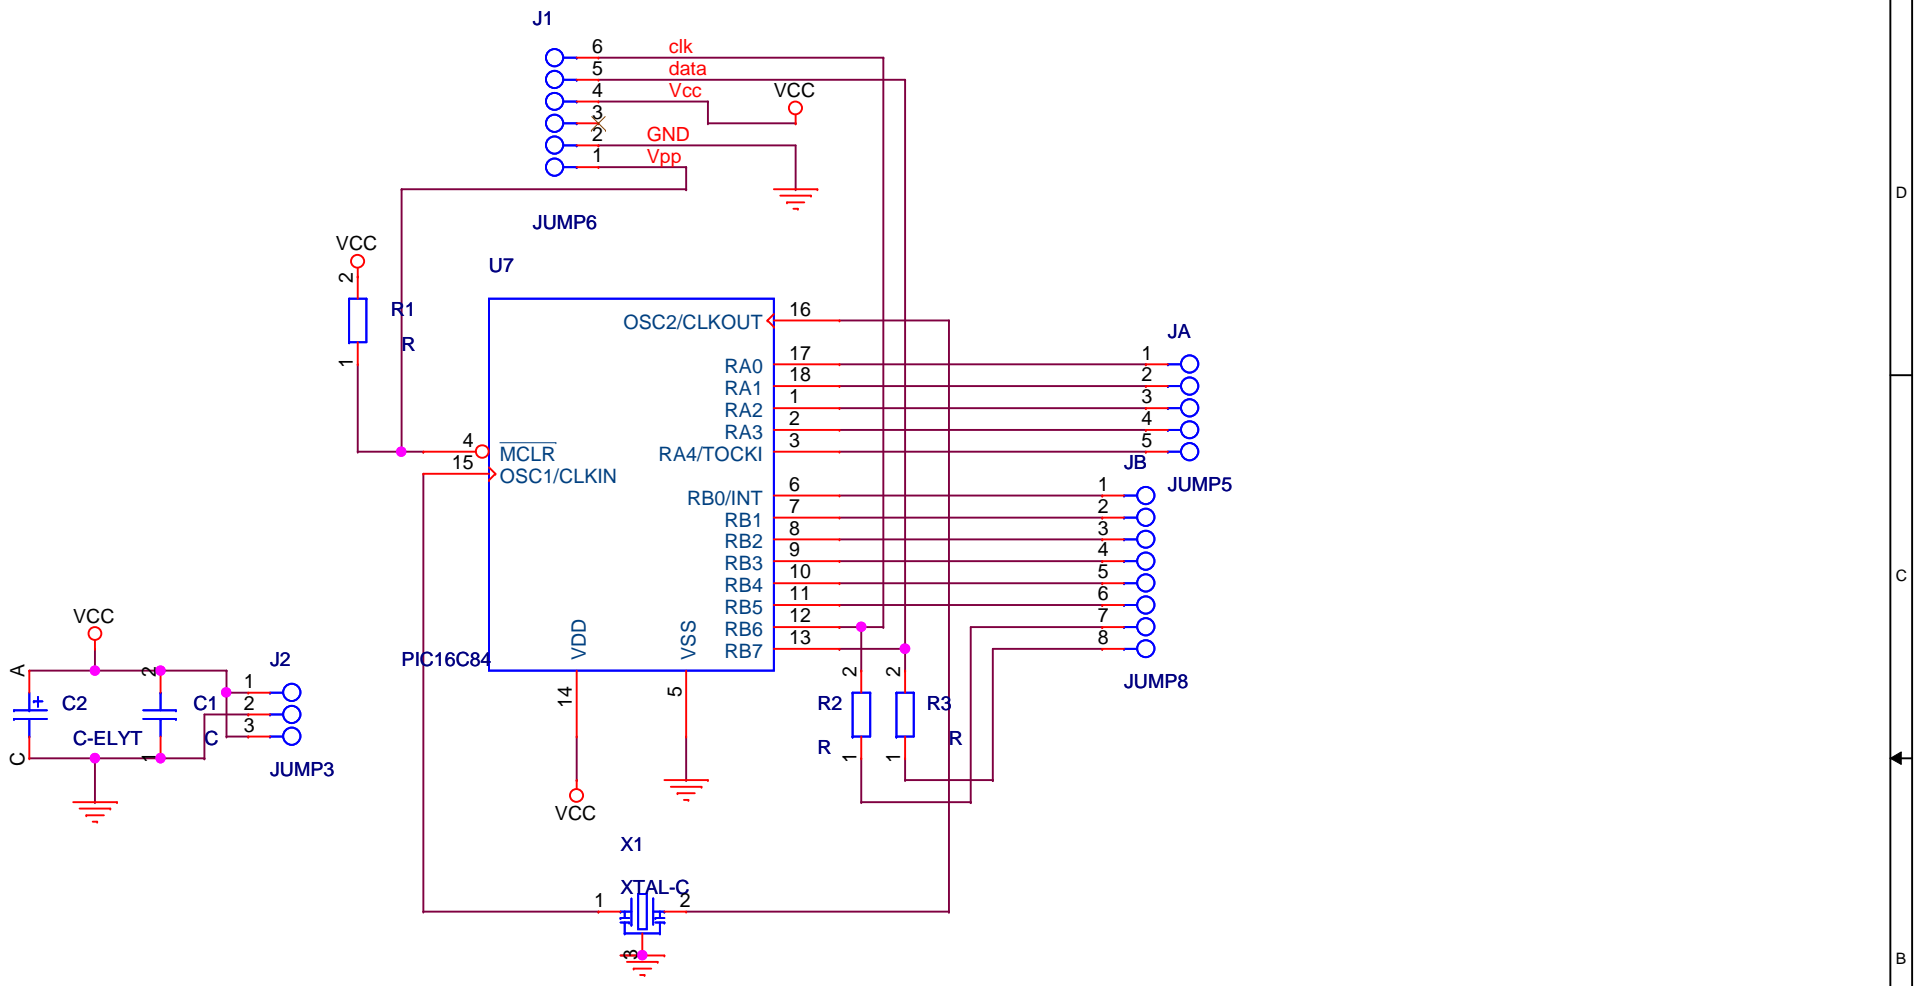 J1
6 clk
5 data
4 Vcc
VCC
3
2 GND
1 Vpp
D
JUMP6
VCC
U7
2
R1
R
1
OSC2/CLKOUT 16
JA
RA0 17 1
RA1 18 2
RA2 1 3
RA3 2 4
RA4/TOCKI 3 5
4 MCLR
15 OSC1/CLKIN
JB
JUMP5
RB0/INT 6 1
RB1 7 2
RB2 8 3
RB3 9 4
RB4 10 5
RB5 11 6
RB6 12 7
RB7 13 8
C
VDD
VSS
PIC16C84
14
5
JUMP8
VCC
A
2
J2
1
2
3
+
C2
C1
C-ELYT
C
C
1
JUMP3
2
2
R2
R3
R
R
1
1
VCC
X1
XTAL-C
1
2
3
B